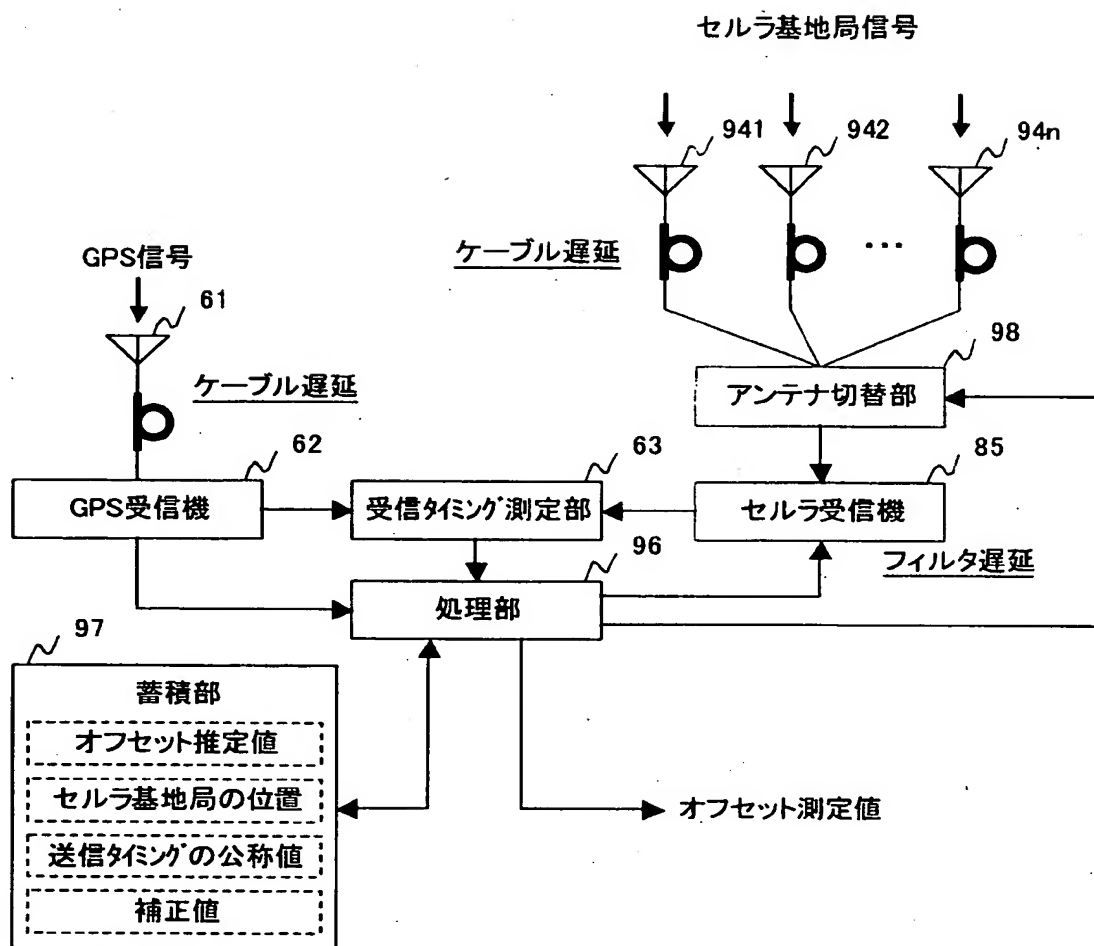 セルラ基地局信号
941
942
94n
ケーブル遅延
•••
GPS信号
61
ケーブル遅延
98
アンテナ切替部
62
63
85
GPS受信機
受信タイミング測定部
セルラ受信機
96
フィルタ遅延
処理部
97
蓄積部
オフセット推定値
セルラ基地局の位置
オフセット測定値
送信タイミングの公称値
補正値